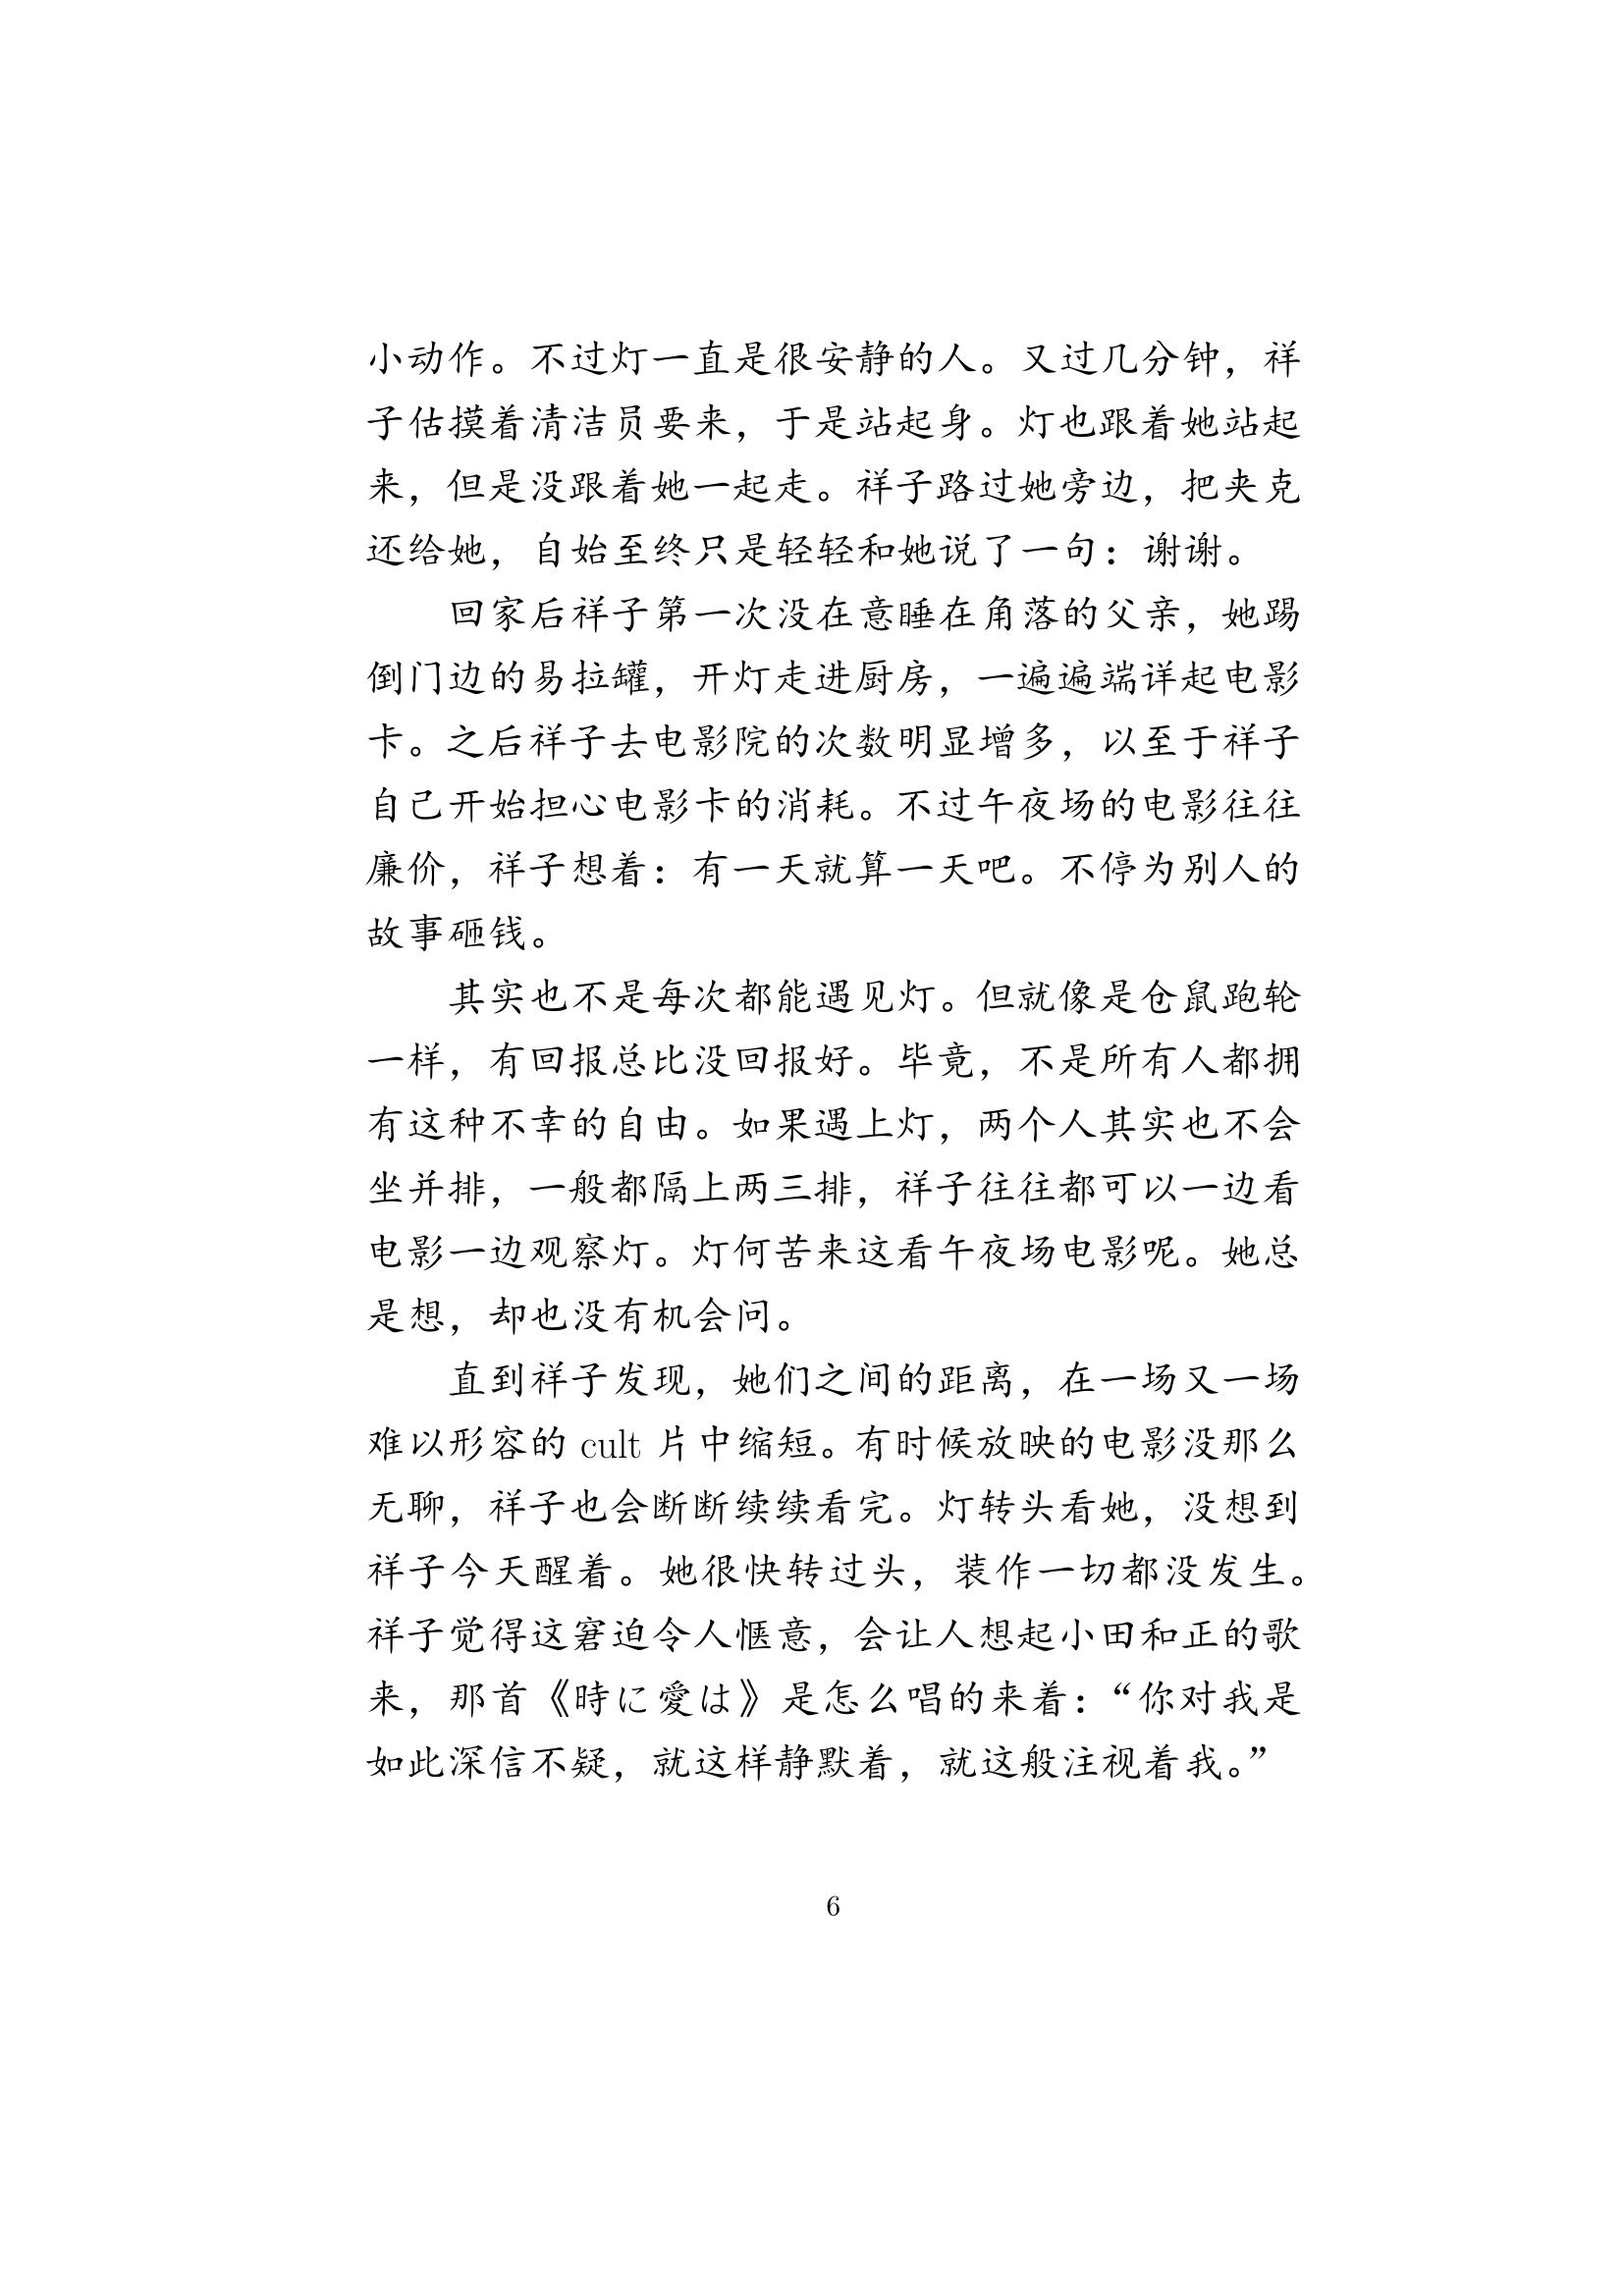 小动作。不过灯一直是很安静的人。又过几分钟，祥
子估摸着清洁员要来，于是站起身。灯也跟着她站起
来，但是没跟着她一起走。祥子路过她旁边，把夹克
还给她，自始至终只是轻轻和她说了一句：谢谢。
回家后祥子第一次没在意睡在角落的父亲，她踢
倒门边的易拉罐，开灯走进厨房，一遍遍端详起电影
卡。之后祥子去电影院的次数明显增多，以至于祥子
自己开始担心电影卡的消耗。不过午夜场的电影往往
廉价，祥子想着：有一天就算一天吧。不停为别人的
故事砸钱。
其实也不是每次都能遇见灯。但就像是仓鼠跑轮
一样，有回报总比没回报好。毕竟，不是所有人都拥
有这种不幸的自由。如果遇上灯，两个人其实也不会
坐并排，一般都隔上两三排，祥子往往都可以一边看
电影一边观察灯。灯何苦来这看午夜场电影呢。她总
是想，却也没有机会问。
直到祥子发现，她们之间的距离，在一场又一场
难以形容的 cult 片中缩短。有时候放映的电影没那么
无聊，祥子也会断断续续看完。灯转头看她，没想到
祥子今天醒着。她很快转过头，装作一切都没发生。
祥子觉得这窘迫令人惬意，会让人想起小田和正的歌
来，那首《時に愛は》是怎么唱的来着：“你对我是
如此深信不疑，就这样静默着，就这般注视着我。”
6